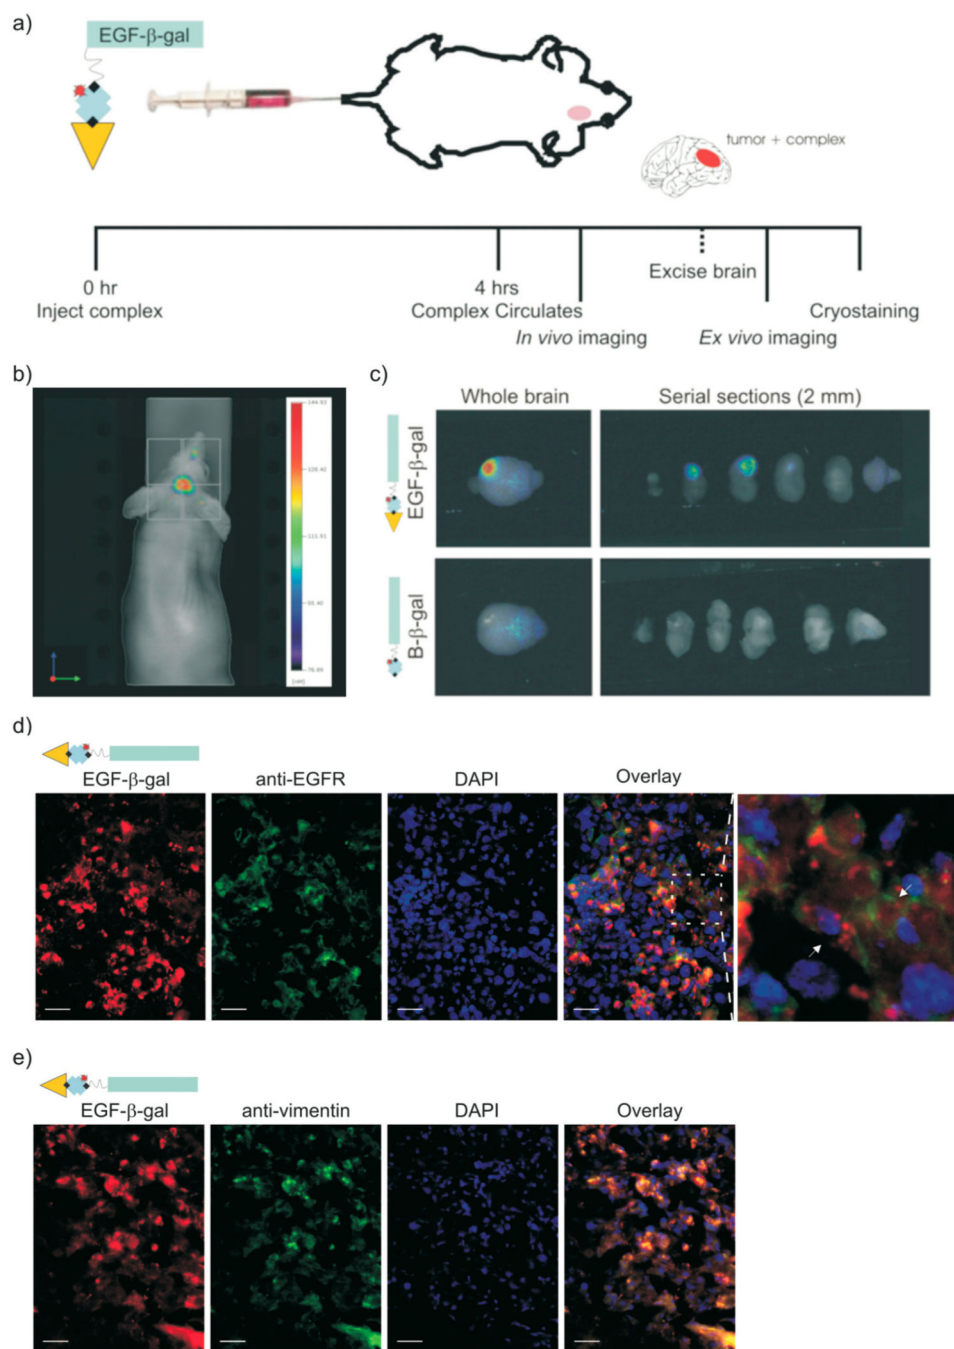 a)
EGF-β-gal
tumor + complex
0 hr
Inject complex
4 hrs
Complex Circulates
In vivo imaging
Excise brain
Ex vivo imaging
Cryostaining
b)
c)
Whole brain
Serial sections (2 mm)
EGF-β-gal
B-β-gal
d)
EGF-β-gal
anti-EGFR
DAPI
Overlay
e)
EGF-β-gal
anti-vimentin
DAPI
Overlay